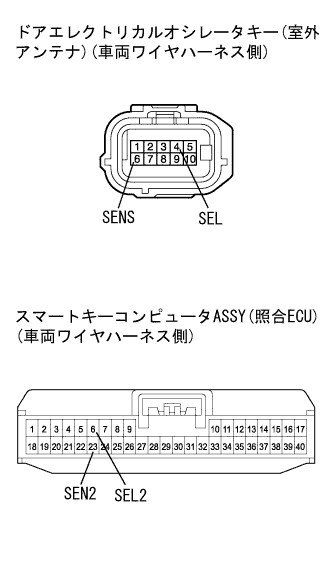 ドアエレクトリカルオシレータキー(室外
アンテナ)(車両ワイヤハーネス側)
1 2 3 4 5
6 7 8 9 10
SENS SEL
スマートキーコンピュータASSY(照合ECU)
(車両ワイヤハーネス側)
1 2 3 4 5 6 7 8 9 10 11 12 13 14 15 16 17
18 19 20 21 22 23 24 25 26 27 28 29 30 31 32 33 34 35 36 37 38 39 40
SEN2 SEL2